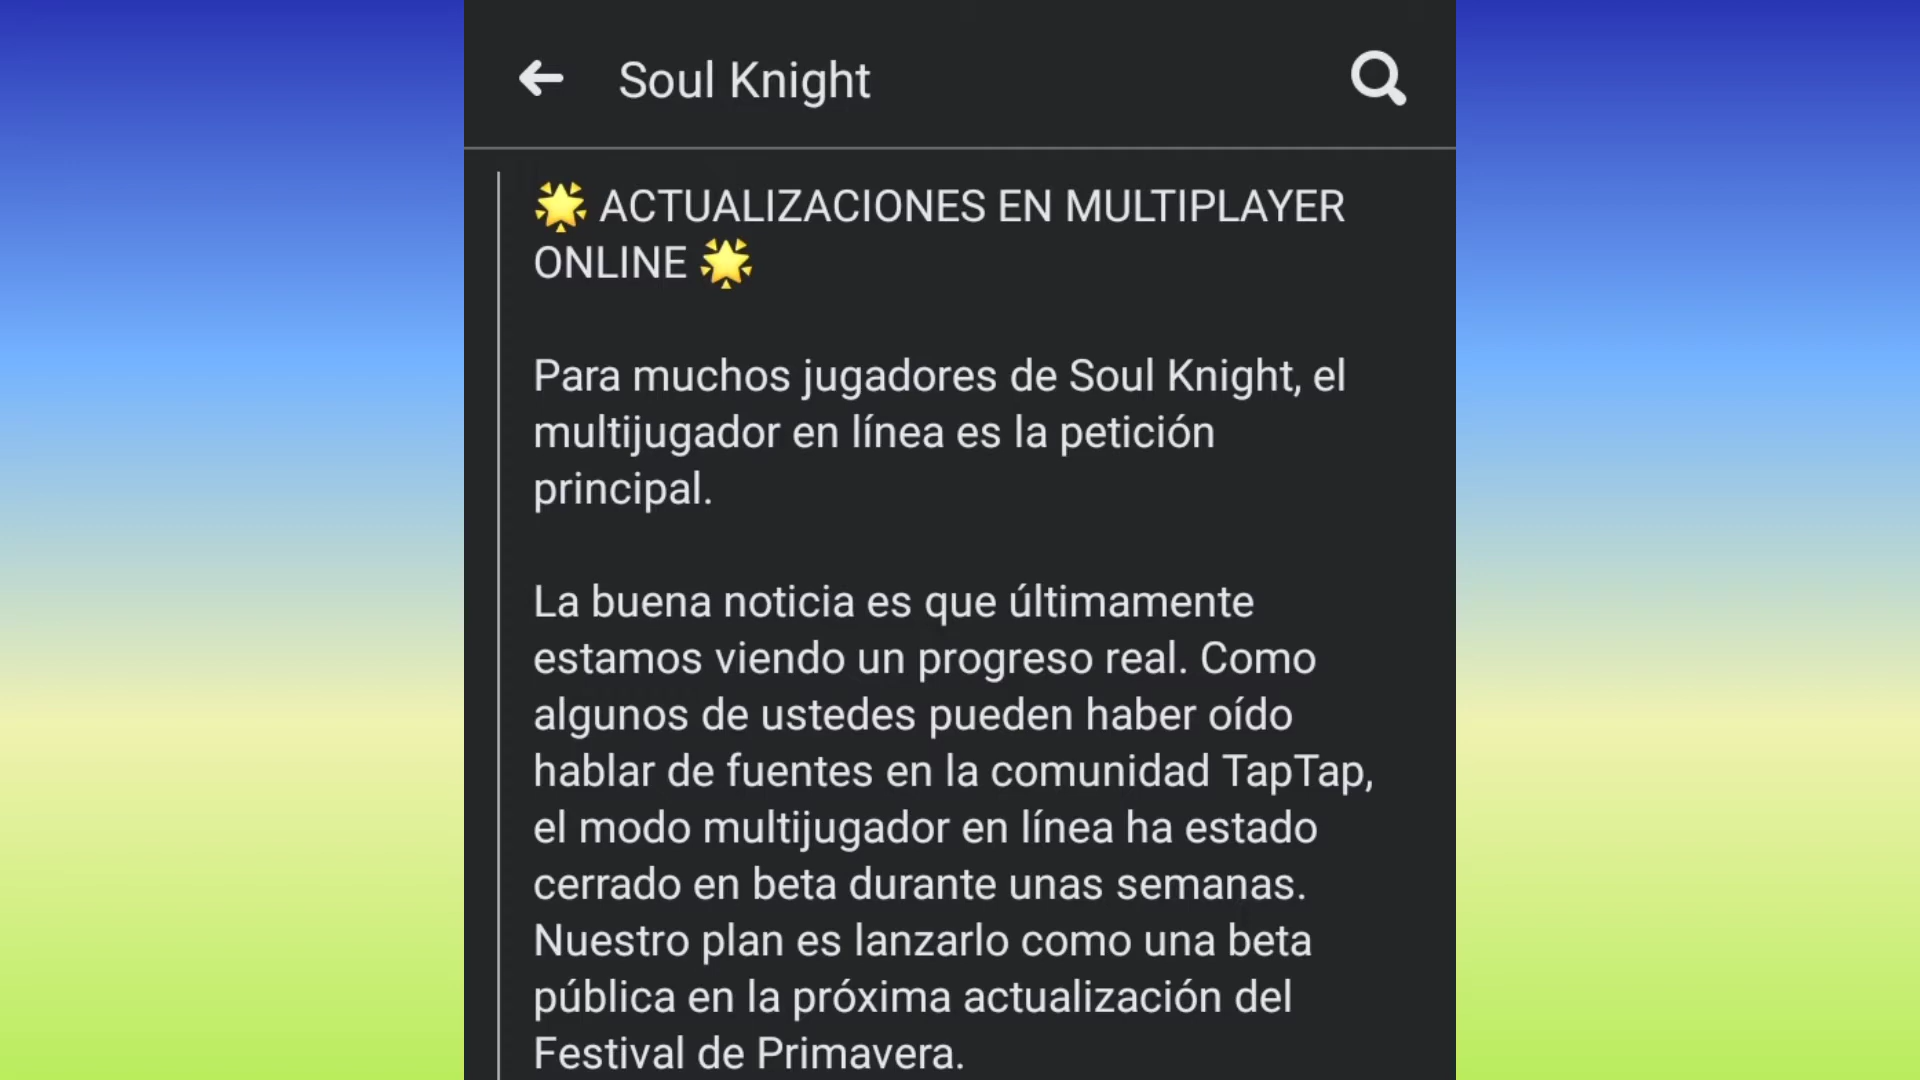 Soul Knight
🌟 ACTUALIZACIONES EN MULTIPLAYER
ONLINE 🌟
Para muchos jugadores de Soul Knight, el
multijugador en línea es la petición
principal.
La buena noticia es que últimamente
estamos viendo un progreso real. Como
algunos de ustedes pueden haber oído
hablar de fuentes en la comunidad TapTap,
el modo multijugador en línea ha estado
cerrado en beta durante unas semanas.
Nuestro plan es lanzarlo como una beta
pública en la próxima actualización del
Festival de Primavera.